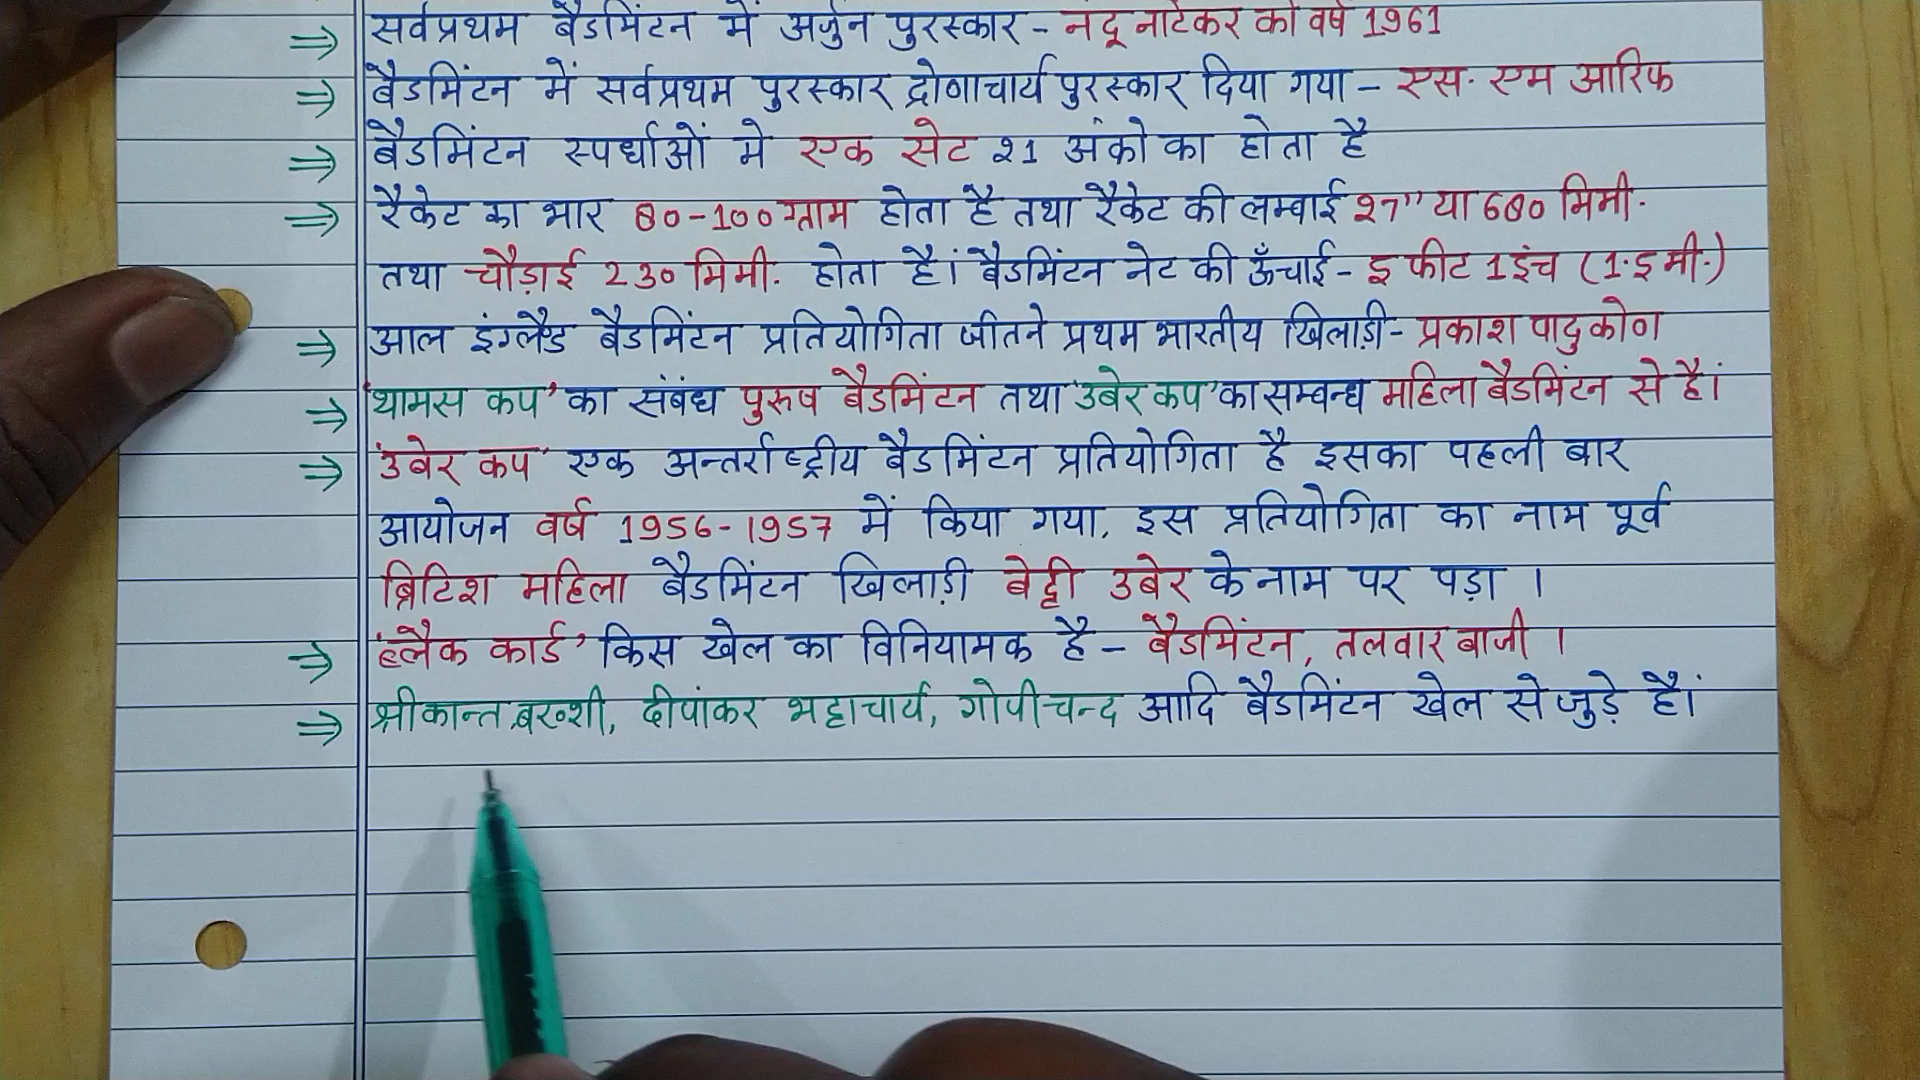 ⇒ सर्वप्रथम बैडमिंटन में अर्जुन पुरस्कार - नंदू नाटेकर को वर्ष 1961
⇒ बैडमिंटन में सर्वप्रथम पुरस्कार द्रोणाचार्य पुरस्कार दिया गया - एस. एम आरिफ
⇒ बैडमिंटन स्पर्धाओं मे एक सेट 21 अंको का होता है
⇒ रैकेट का भार 80-100 ग्राम होता है तथा रैकेट की लम्बाई 27" या 680 मिमी.
तथा चौड़ाई 230 मिमी. होता है। बैडमिंटन नेट की ऊँचाई - 5 फीट 1 इंच (1.5 मी.)
⇒ आल इंग्लैण्ड बैडमिंटन प्रतियोगिता जीतने प्रथम भारतीय खिलाड़ी - प्रकाश पादुकोण
⇒ 'थामस कप' का संबंध पुरुष बैडमिंटन तथा 'उबेर कप' का सम्बन्ध महिला बैडमिंटन से है।
⇒ 'उबेर कप' एक अन्तर्राष्ट्रीय बैडमिंटन प्रतियोगिता है इसका पहली बार
आयोजन वर्ष 1956-1957 में किया गया, इस प्रतियोगिता का नाम पूर्व
ब्रिटिश महिला बैडमिंटन खिलाड़ी बेट्टी उबेर के नाम पर पड़ा ।
⇒ 'ब्लैक कार्ड' किस खेल का विनियामक है - बैडमिंटन, तलवार बाजी ।
⇒ श्रीकान्त बख्शी, दीपांकर भट्टाचार्य, गोपीचन्द आदि बैडमिंटन खेल से जुड़े है।